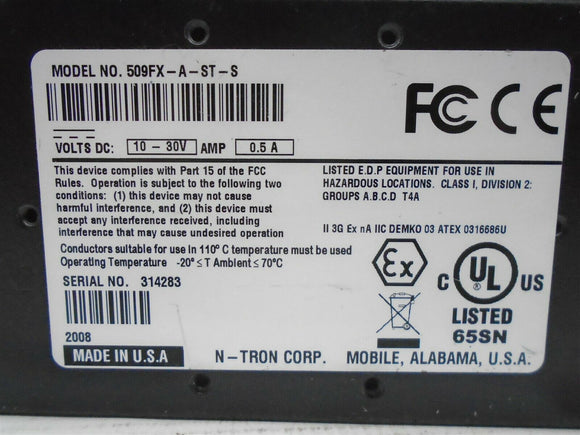 MODEL NO. 509FX-A-ST-S
FC CE
VOLTS DC: 10 - 30V AMP 0.5 A
This device complies with Part 15 of the FCC
Rules. Operation is subject to the following two
conditions: (1) this device may not cause
harmful interference, and (2) this device must
accept any interference received, including
interference that may cause undesired operation
LISTED E.D.P EQUIPMENT FOR USE IN
HAZARDOUS LOCATIONS. CLASS I, DIVISION 2:
GROUPS A.B.C.D T4A
II 3G Ex nA IIC DEMKO 03 ATEX 0316686U
Conductors suitable for use in 110° C temperature must be used
Operating Temperature -20° ≤ T Ambient ≤ 70°C
SERIAL NO. 314283
Ex
C UL US
LISTED
65SN
2008
MADE IN U.S.A
N-TRON CORP. MOBILE, ALABAMA, U.S.A.